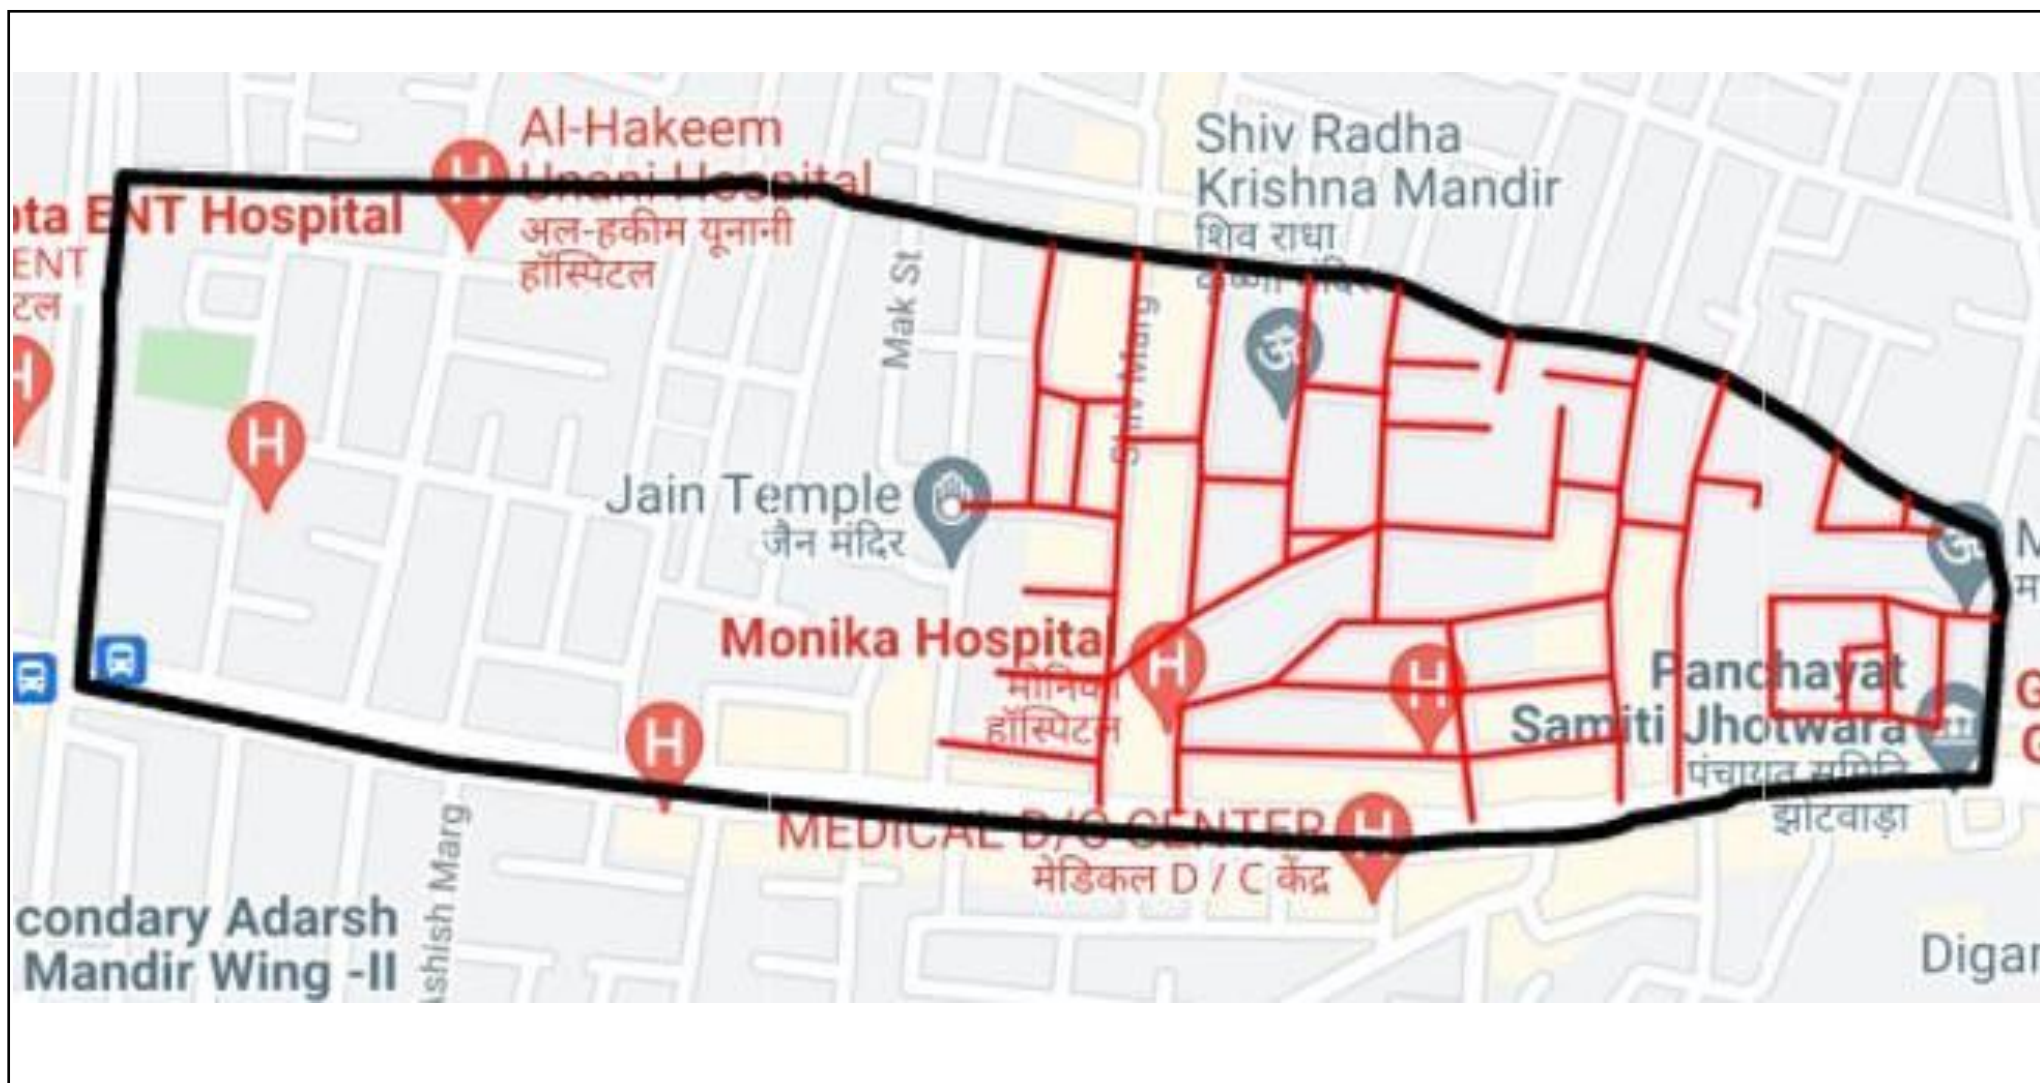 Al-Hakeem
Unani Hospital
अल-हकीम यूनानी
हॉस्पिटल
Shiv Radha
Krishna Mandir
शिव राधा
ENT Hospital
ENT
Mak St
Shiv Marg
Jain Temple
जैन मंदिर
Monika Hospital
मोनिका
हॉस्पिटल
Panchayat
Samiti Jhotwara
पंचायत समिति
झोटवाड़ा
MEDICAL D/C CENTER
मेडिकल D / C केंद्र
Ashish Marg
condary Adarsh
Mandir Wing -II